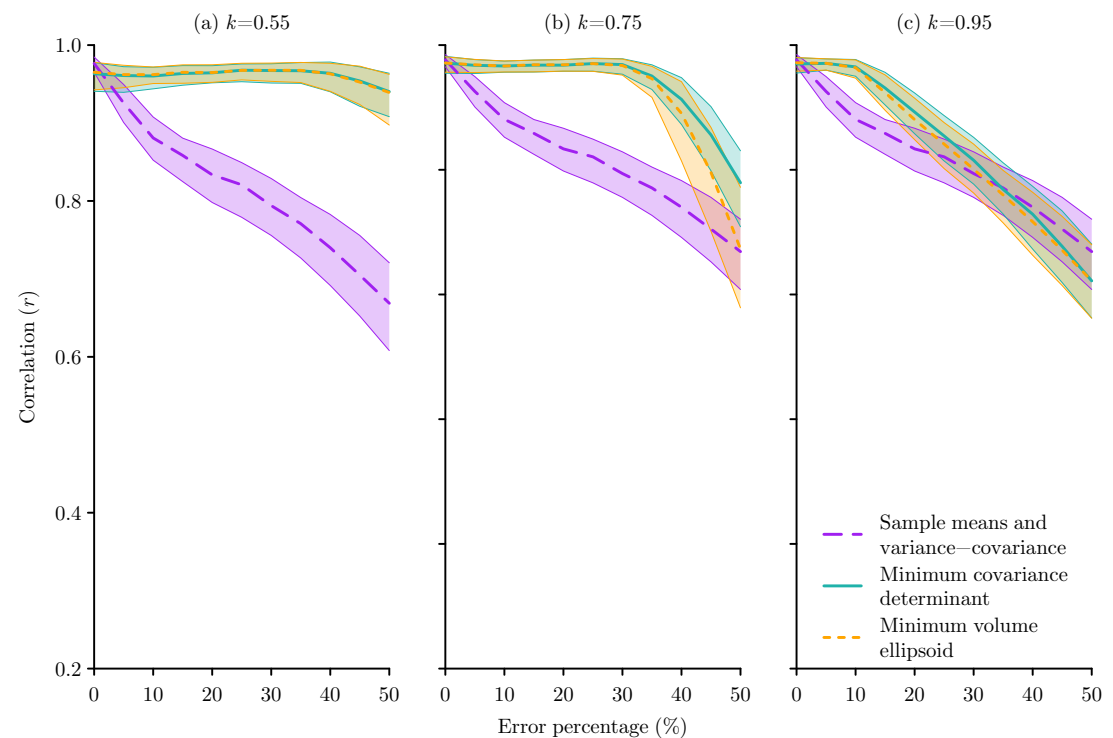 (a) k=0.55
(b) k=0.75
(c) k=0.95
1.0
0.8
0.6
0.4
0.2
Correlation (r)
Sample means and
variance−covariance
Minimum covariance
determinant
Minimum volume
ellipsoid
0 10 20 30 40 50
0 10 20 30 40 50
0 10 20 30 40 50
Error percentage (%)